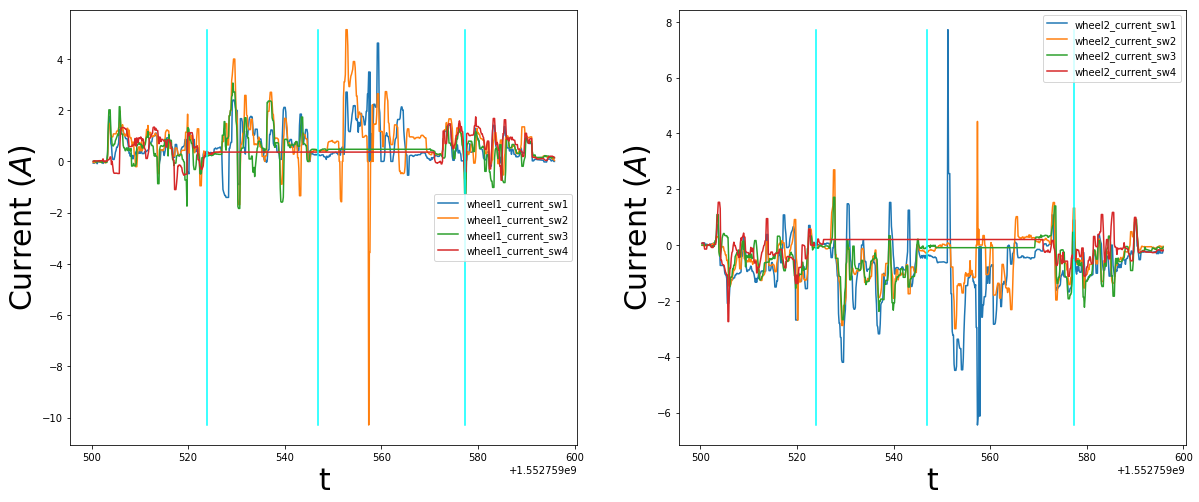 4
2
0
−2
−4
−6
−8
−10
Current (A)
500
520
540
560
580
600
+1.552759e9
t
wheel1_current_sw1
wheel1_current_sw2
wheel1_current_sw3
wheel1_current_sw4
8
6
4
2
0
−2
−4
−6
Current (A)
500
520
540
560
580
600
+1.552759e9
t
wheel2_current_sw1
wheel2_current_sw2
wheel2_current_sw3
wheel2_current_sw4